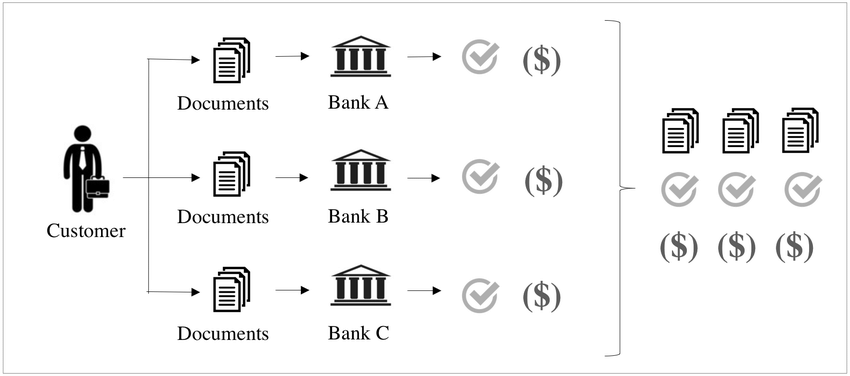 Documents
Bank A
($)
Customer
Documents
Bank B
($)
Documents
Bank C
($)
($) ($) ($)